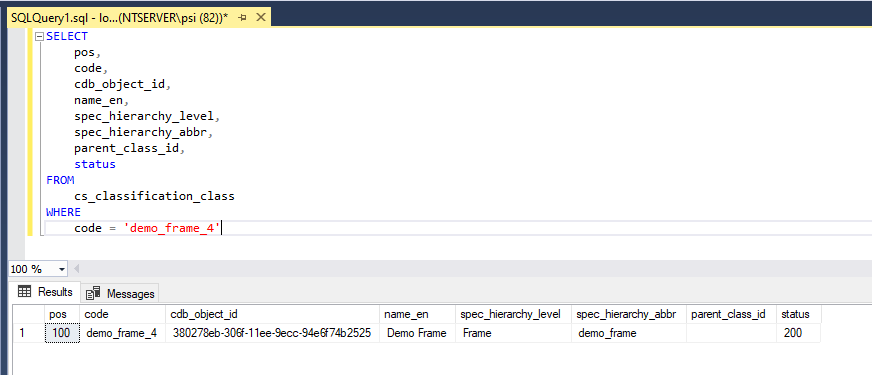 SQLQuery1.sql - lo...(NTSERVER\psi (82))*
SELECT
pos,
code,
cdb_object_id,
name_en,
spec_hierarchy_level,
spec_hierarchy_abbr,
parent_class_id,
status
FROM
cs_classification_class
WHERE
code = 'demo_frame_4'
100 %
Results Messages
pos code cdb_object_id name_en spec_hierarchy_level spec_hierarchy_abbr parent_class_id status
1 100 demo_frame_4 380278eb-306f-11ee-9ecc-94e6f74b2525 Demo Frame Frame demo_frame 200